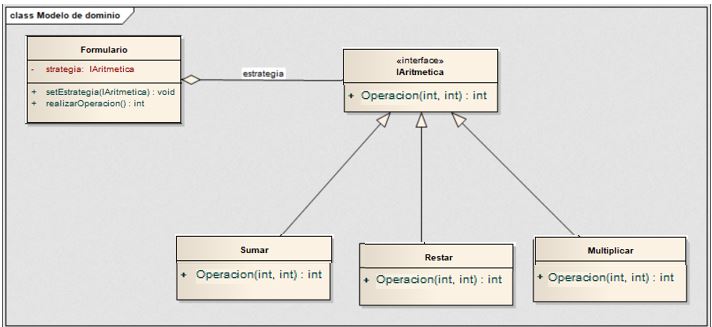 class Modelo de dominio
Formulario
- strategia: IAritmetica
+ setEstrategia(IAritmetica) : void
+ realizarOperacion() : int
estrategia
«interface»
IAritmetica
+ Operacion(int, int) : int
Sumar
+ Operacion(int, int) : int
Restar
+ Operacion(int, int) : int
Multiplicar
+ Operacion(int, int) : int